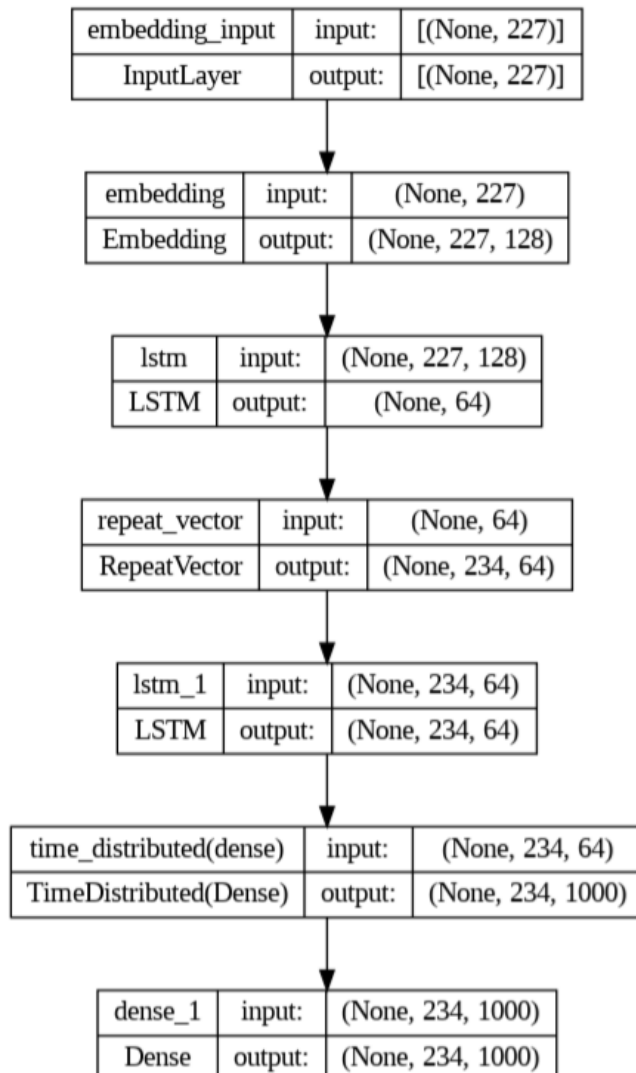 embedding_input input: [(None, 227)]
InputLayer output: [(None, 227)]
embedding input: (None, 227)
Embedding output: (None, 227, 128)
lstm input: (None, 227, 128)
LSTM output: (None, 64)
repeat_vector input: (None, 64)
RepeatVector output: (None, 234, 64)
lstm_1 input: (None, 234, 64)
LSTM output: (None, 234, 64)
time_distributed(dense) input: (None, 234, 64)
TimeDistributed(Dense) output: (None, 234, 1000)
dense_1 input: (None, 234, 1000)
Dense output: (None, 234, 1000)